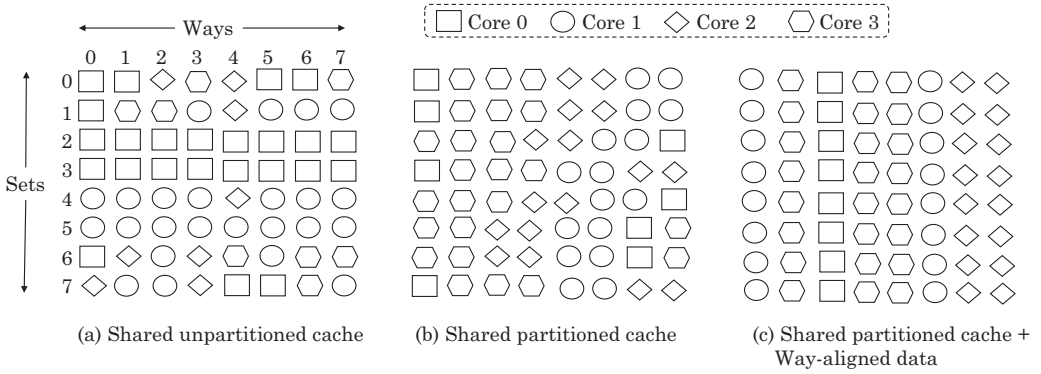 Core 0 Core 1 Core 2 Core 3
Ways
0 1 2 3 4 5 6 7
0
1
2
3
Sets
4
5
6
7
(a) Shared unpartitioned cache
(b) Shared partitioned cache
(c) Shared partitioned cache +
Way-aligned data